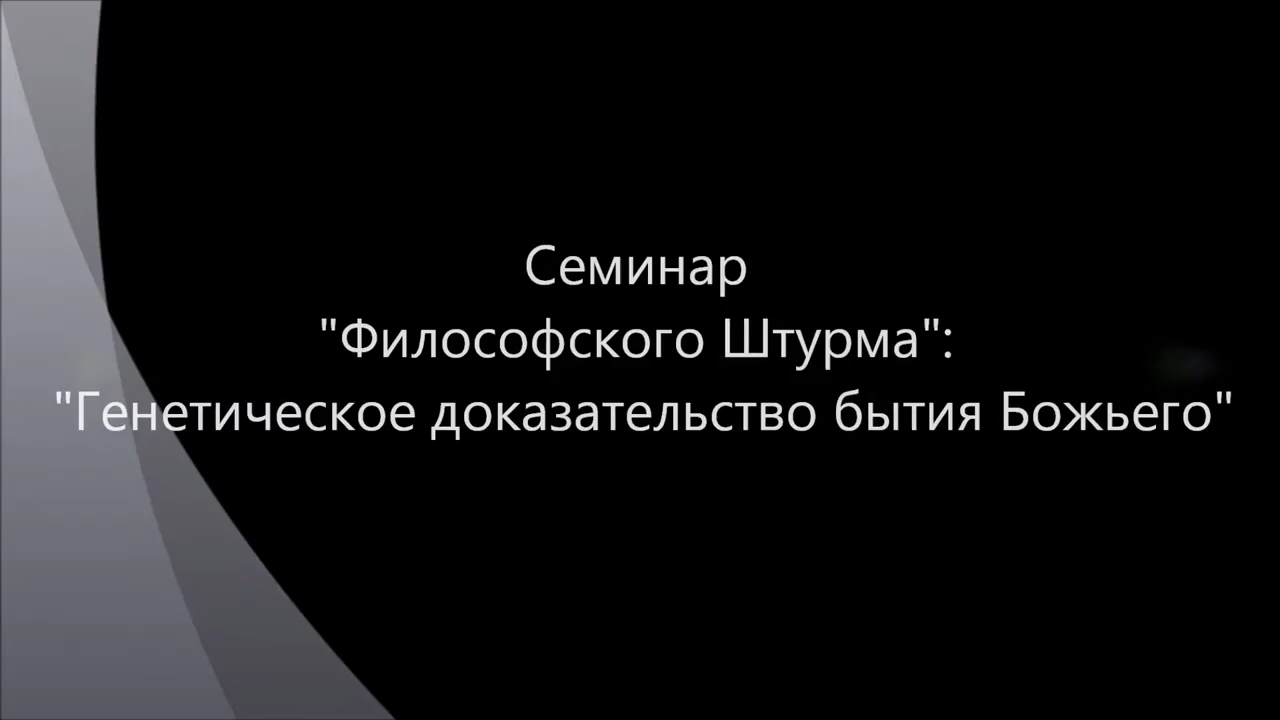 Семинар
"Философского Штурма":
"Генетическое доказательство бытия Божьего"